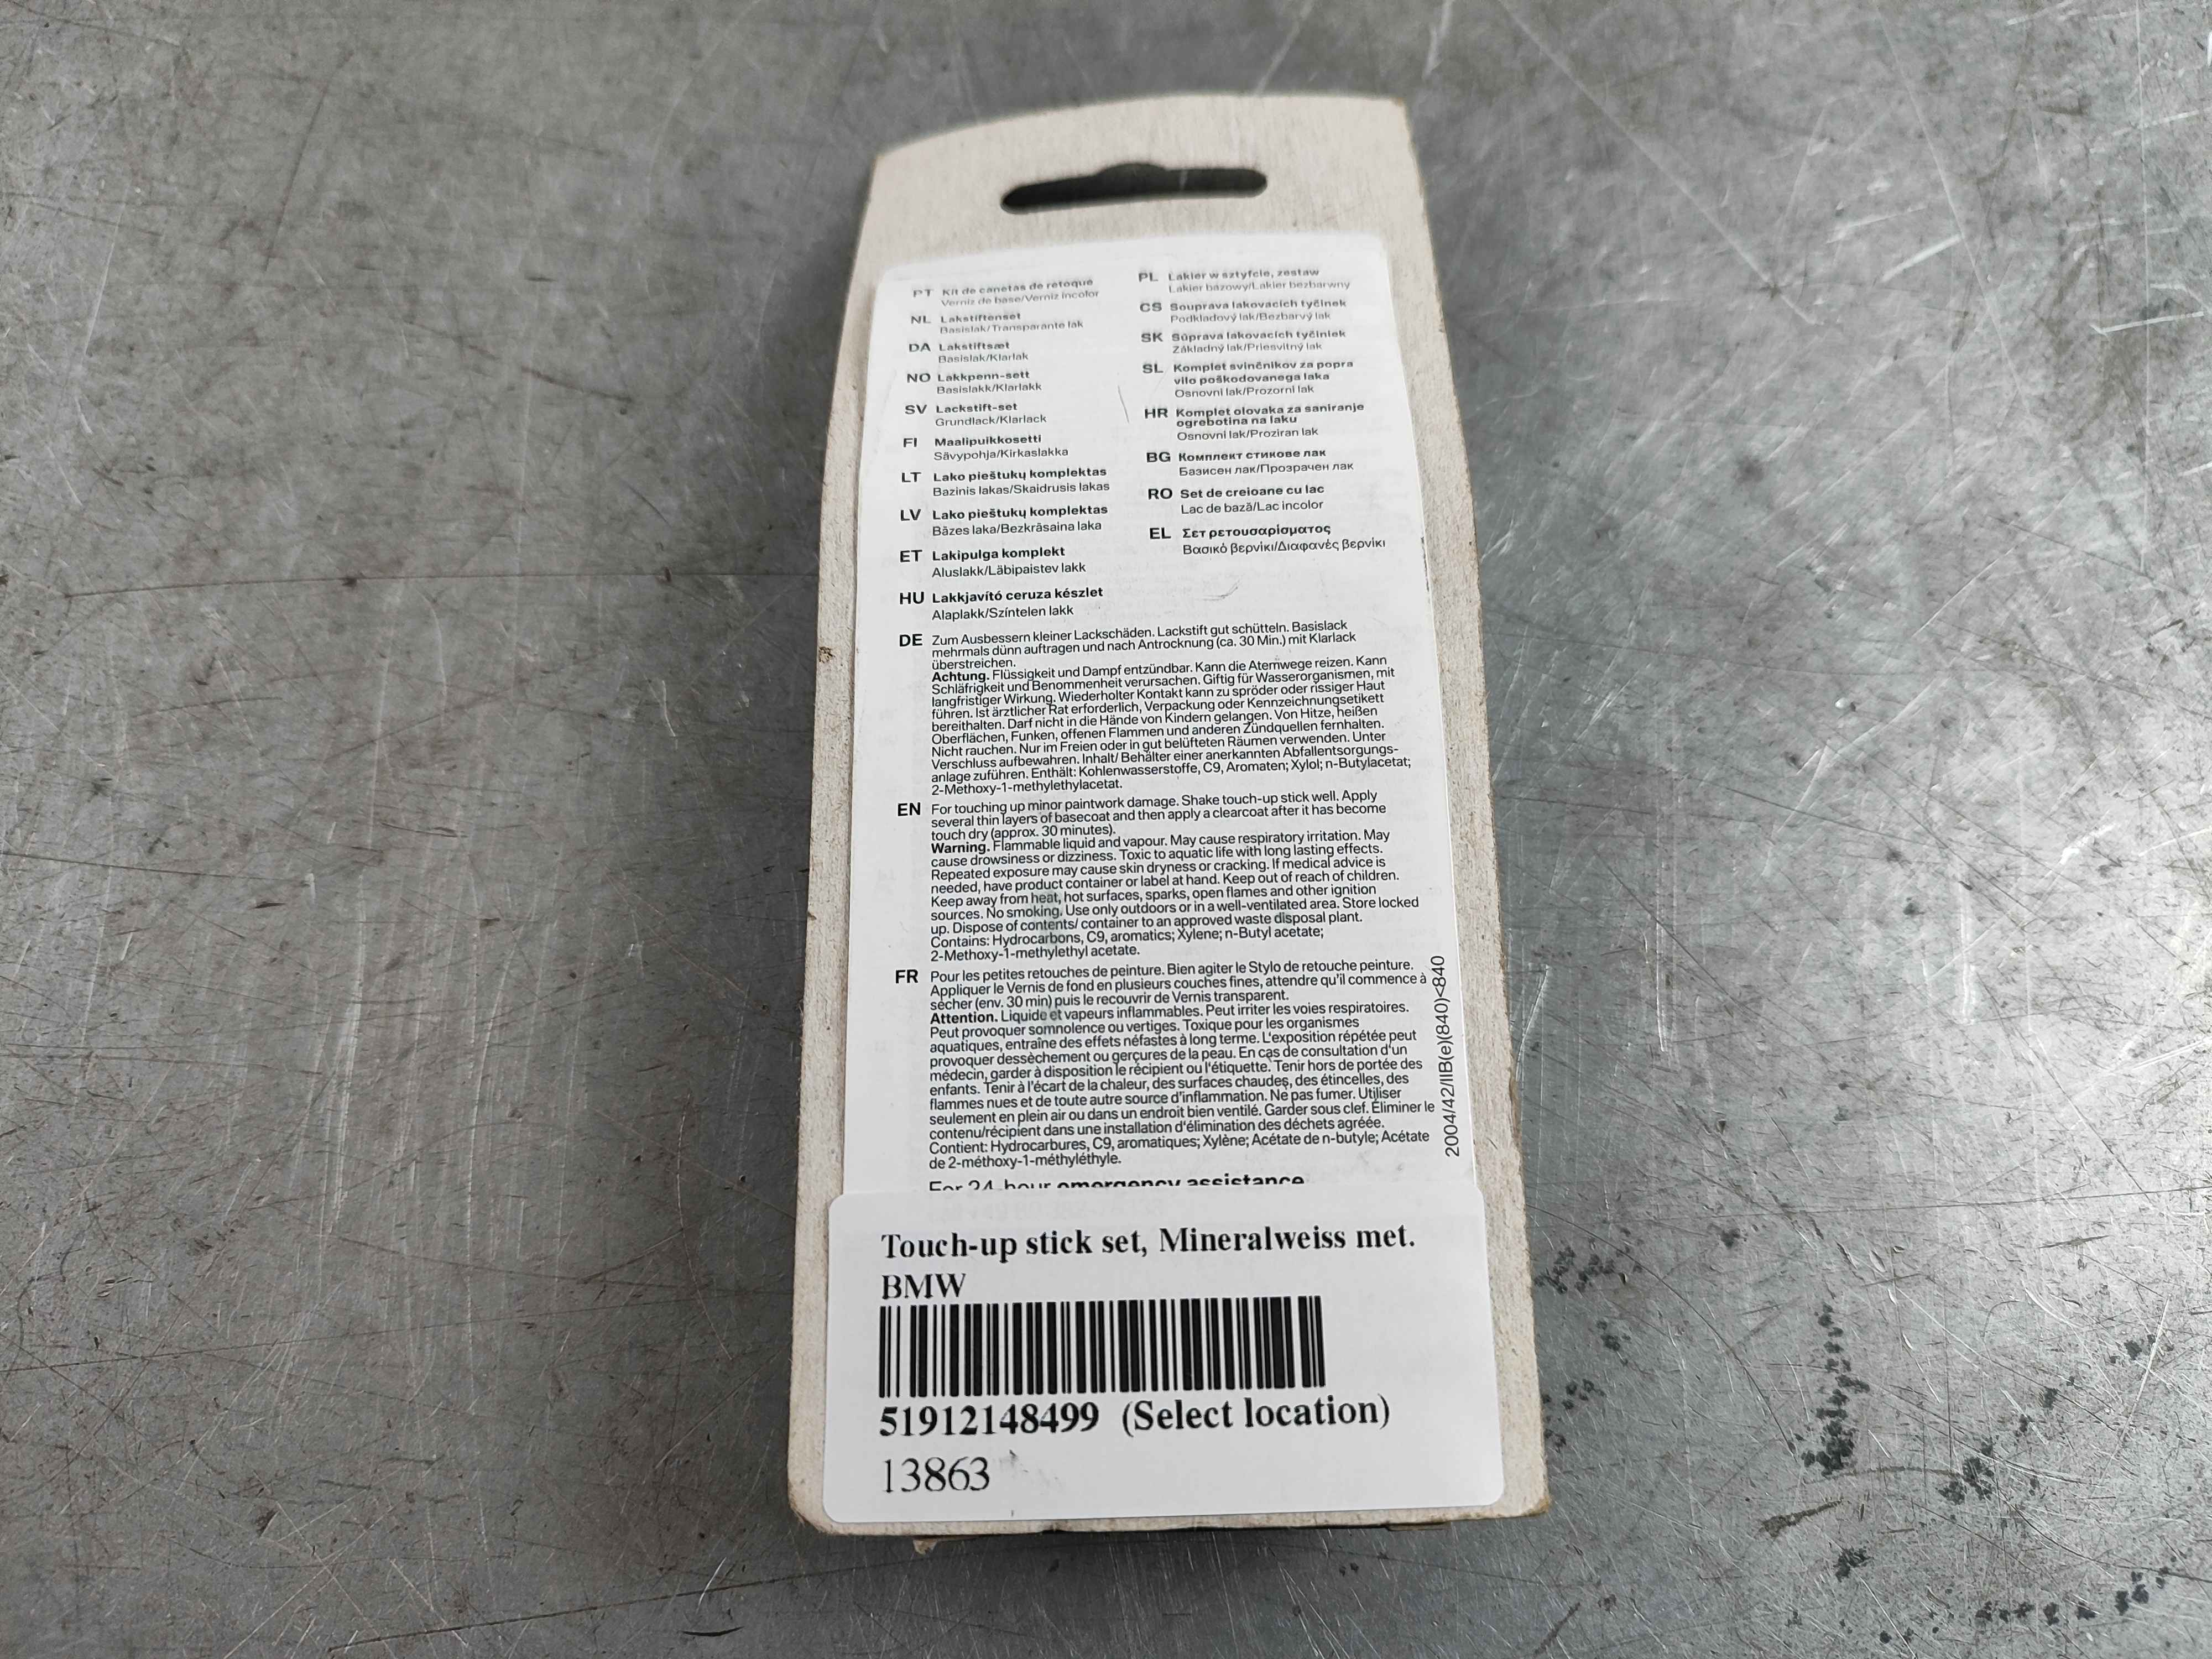 PT Kit de canetas de retoque
Verniz de base/Verniz incolor
NL Lakstiftenset
Basislak/Transparante lak
DA Lakstiftsæt
Basislak/Klarlak
NO Lakkpenn-sett
Basislakk/Klarlakk
SV Lackstift-set
Grundlack/Klarlack
FI Maalipuikkosetti
Sävypohja/Kirkaslakka
LT Lako pieštukų komplektas
Bazinis lakas/Skaidrusis lakas
LV Lako pieštukų komplektas
Bāzes laka/Bezkrāsaina laka
ET Lakipulga komplekt
Aluslakk/Läbipaistev lakk
HU Lakkjavító ceruza készlet
Alaplakk/Színtelen lakk
PL Lakier w sztyfcie, zestaw
Lakier bazowy/Lakier bezbarwny
CS Souprava lakovacích tyčinek
Podkladový lak/Bezbarvý lak
SK Súprava lakovacích tyčiniek
Základný lak/Priesvitný lak
SL Komplet svinčnikov za popra
vilo poškodovanega laka
Osnovni lak/Prozorni lak
HR Komplet olovaka za saniranje
ogrebotina na laku
Osnovni lak/Proziran lak
BG Комплект стикове лак
Базисен лак/Прозрачен лак
RO Set de creioane cu lac
Lac de bază/Lac incolor
EL Σετ ρετουσαρίσματος
Βασικό βερνίκι/Διαφανές βερνίκι
DE Zum Ausbessern kleiner Lackschäden. Lackstift gut schütteln. Basislack
mehrmals dünn auftragen und nach Antrocknung (ca. 30 Min.) mit Klarlack
überstreichen.
Achtung. Flüssigkeit und Dampf entzündbar. Kann die Atemwege reizen. Kann
Schläfrigkeit und Benommenheit verursachen. Giftig für Wasserorganismen, mit
langfristiger Wirkung. Wiederholter Kontakt kann zu spröder oder rissiger Haut
führen. Ist ärztlicher Rat erforderlich, Verpackung oder Kennzeichnungsetikett
bereithalten. Darf nicht in die Hände von Kindern gelangen. Von Hitze, heißen
Oberflächen, Funken, offenen Flammen und anderen Zündquellen fernhalten.
Nicht rauchen. Nur im Freien oder in gut belüfteten Räumen verwenden. Unter
Verschluss aufbewahren. Inhalt/ Behälter einer anerkannten Abfallentsorgungs-
anlage zuführen. Enthält: Kohlenwasserstoffe, C9, Aromaten; Xylol; n-Butylacetat;
2-Methoxy-1-methylethylacetat.
EN For touching up minor paintwork damage. Shake touch-up stick well. Apply
several thin layers of basecoat and then apply a clearcoat after it has become
touch dry (approx. 30 minutes).
Warning. Flammable liquid and vapour. May cause respiratory irritation. May
cause drowsiness or dizziness. Toxic to aquatic life with long lasting effects.
Repeated exposure may cause skin dryness or cracking. If medical advice is
needed, have product container or label at hand. Keep out of reach of children.
Keep away from heat, hot surfaces, sparks, open flames and other ignition
sources. No smoking. Use only outdoors or in a well-ventilated area. Store locked
up. Dispose of contents/ container to an approved waste disposal plant.
Contains: Hydrocarbons, C9, aromatics; Xylene; n-Butyl acetate;
2-Methoxy-1-methylethyl acetate.
FR Pour les petites retouches de peinture. Bien agiter le Stylo de retouche peinture.
Appliquer le Vernis de fond en plusieurs couches fines, attendre qu'il commence à
sécher (env. 30 min) puis le recouvrir de Vernis transparent.
Attention. Liquide et vapeurs inflammables. Peut irriter les voies respiratoires.
Peut provoquer somnolence ou vertiges. Toxique pour les organismes
aquatiques, entraîne des effets néfastes à long terme. L'exposition répétée peut
provoquer dessèchement ou gerçures de la peau. En cas de consultation d'un
médecin, garder à disposition le récipient ou l'étiquette. Tenir hors de portée des
enfants. Tenir à l'écart de la chaleur, des surfaces chaudes, des étincelles, des
flammes nues et de toute autre source d'inflammation. Ne pas fumer. Utiliser
seulement en plein air ou dans un endroit bien ventilé. Garder sous clef. Éliminer le
contenu/récipient dans une installation d'élimination des déchets agréée.
Contient: Hydrocarbures, C9, aromatiques; Xylène; Acétate de n-butyle; Acétate
de 2-méthoxy-1-méthyléthyle.
For 24-hour emergency assistance
2004/42/IIB(e)(840)<840
Touch-up stick set, Mineralweiss met.
BMW
51912148499 (Select location)
13863